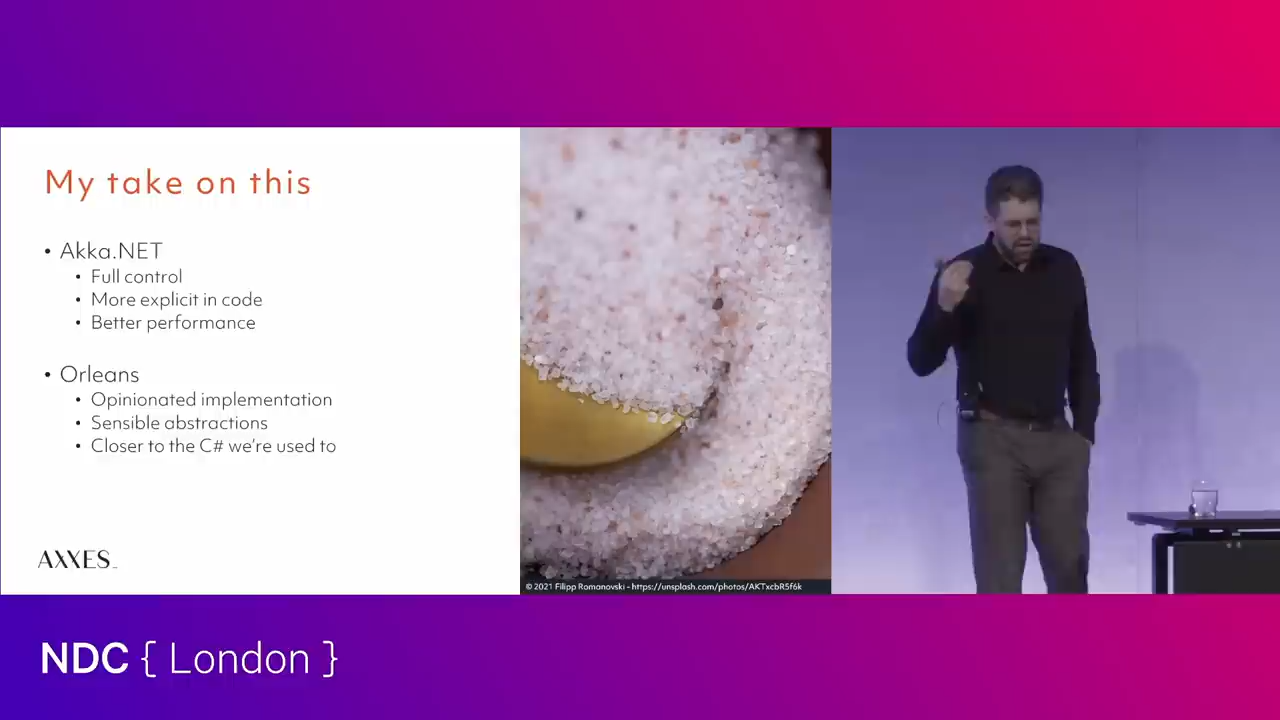 My take on this
• Akka.NET
• Full control
• More explicit in code
• Better performance
• Orleans
• Opinionated implementation
• Sensible abstractions
• Closer to the C# we're used to
AXXES_
© 2021 Filipp Romanovski - https://unsplash.com/photos/AKTxcbR5f6k
NDC { London }